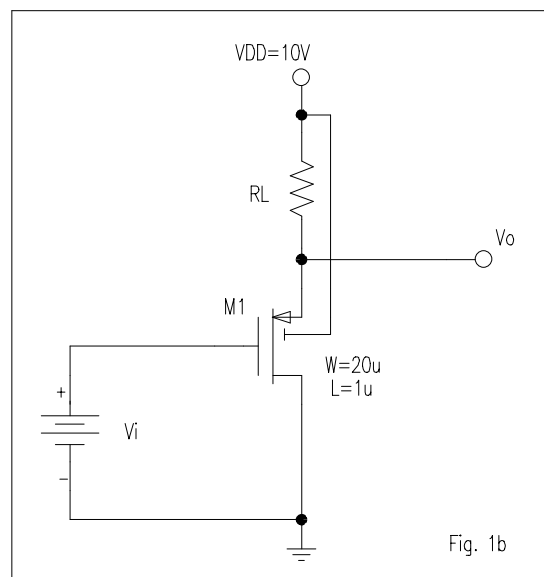 VDD=10V
RL
Vo
M1
W=20u
L=1u
+
Vi
-
Fig. 1b